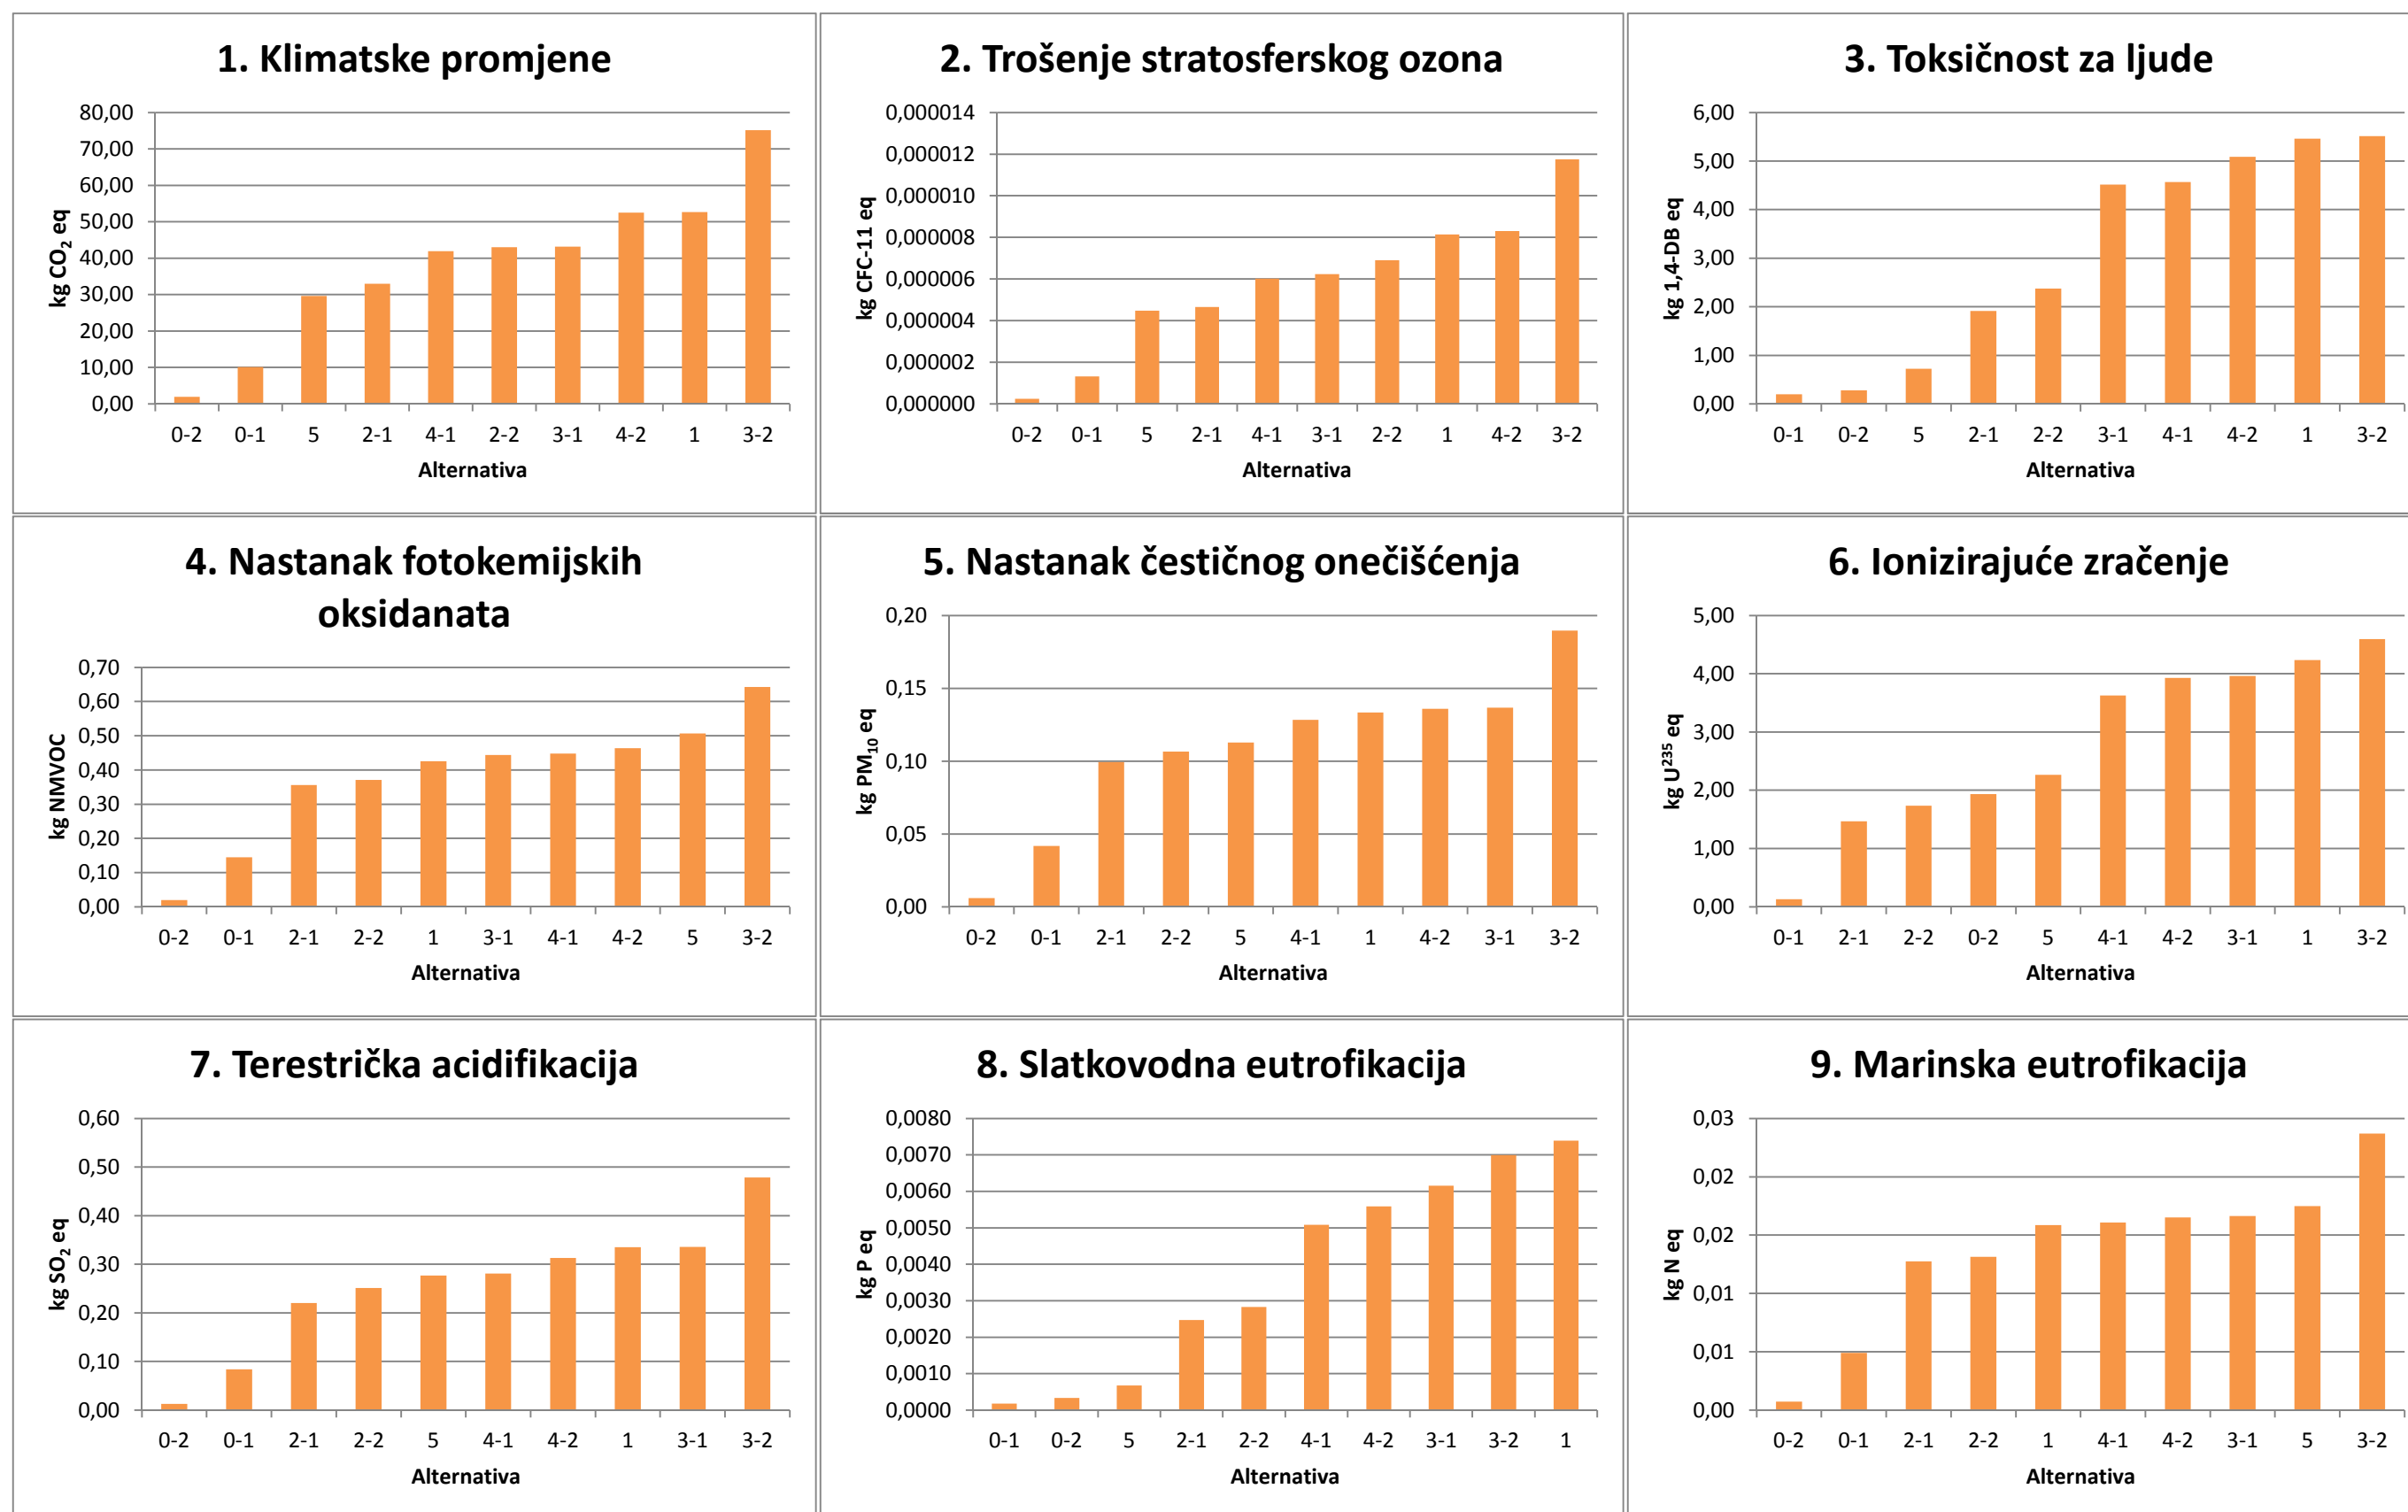 1. Klimatske promjene
80,00
70,00
60,00
50,00
40,00
30,00
20,00
10,00
0,00
kg CO₂ eq
0-2 0-1 5 2-1 4-1 2-2 3-1 4-2 1 3-2
Alternativa
2. Trošenje stratosferskog ozona
0,000014
0,000012
0,000010
0,000008
0,000006
0,000004
0,000002
0,000000
kg CFC-11 eq
0-2 0-1 5 2-1 4-1 3-1 2-2 1 4-2 3-2
Alternativa
3. Toksičnost za ljude
6,00
5,00
4,00
3,00
2,00
1,00
0,00
kg 1,4-DB eq
0-1 0-2 5 2-1 2-2 3-1 4-1 4-2 1 3-2
Alternativa
4. Nastanak fotokemijskih
oksidanata
0,70
0,60
0,50
0,40
0,30
0,20
0,10
0,00
kg NMVOC
0-2 0-1 2-1 2-2 1 3-1 4-1 4-2 5 3-2
Alternativa
5. Nastanak čestičnog onečišćenja
0,20
0,15
0,10
0,05
0,00
kg PM₁₀ eq
0-2 0-1 2-1 2-2 5 4-1 1 4-2 3-1 3-2
Alternativa
6. Ionizirajuće zračenje
5,00
4,00
3,00
2,00
1,00
0,00
kg U²³⁵ eq
0-1 2-1 2-2 0-2 5 4-1 4-2 3-1 1 3-2
Alternativa
7. Terestrička acidifikacija
0,60
0,50
0,40
0,30
0,20
0,10
0,00
kg SO₂ eq
0-2 0-1 2-1 2-2 5 4-1 4-2 1 3-1 3-2
Alternativa
8. Slatkovodna eutrofikacija
0,0080
0,0070
0,0060
0,0050
0,0040
0,0030
0,0020
0,0010
0,0000
kg P eq
0-1 0-2 5 2-1 2-2 4-1 4-2 3-1 3-2 1
Alternativa
9. Marinska eutrofikacija
0,03
0,02
0,02
0,01
0,01
0,00
kg N eq
0-2 0-1 2-1 2-2 1 4-1 4-2 3-1 5 3-2
Alternativa